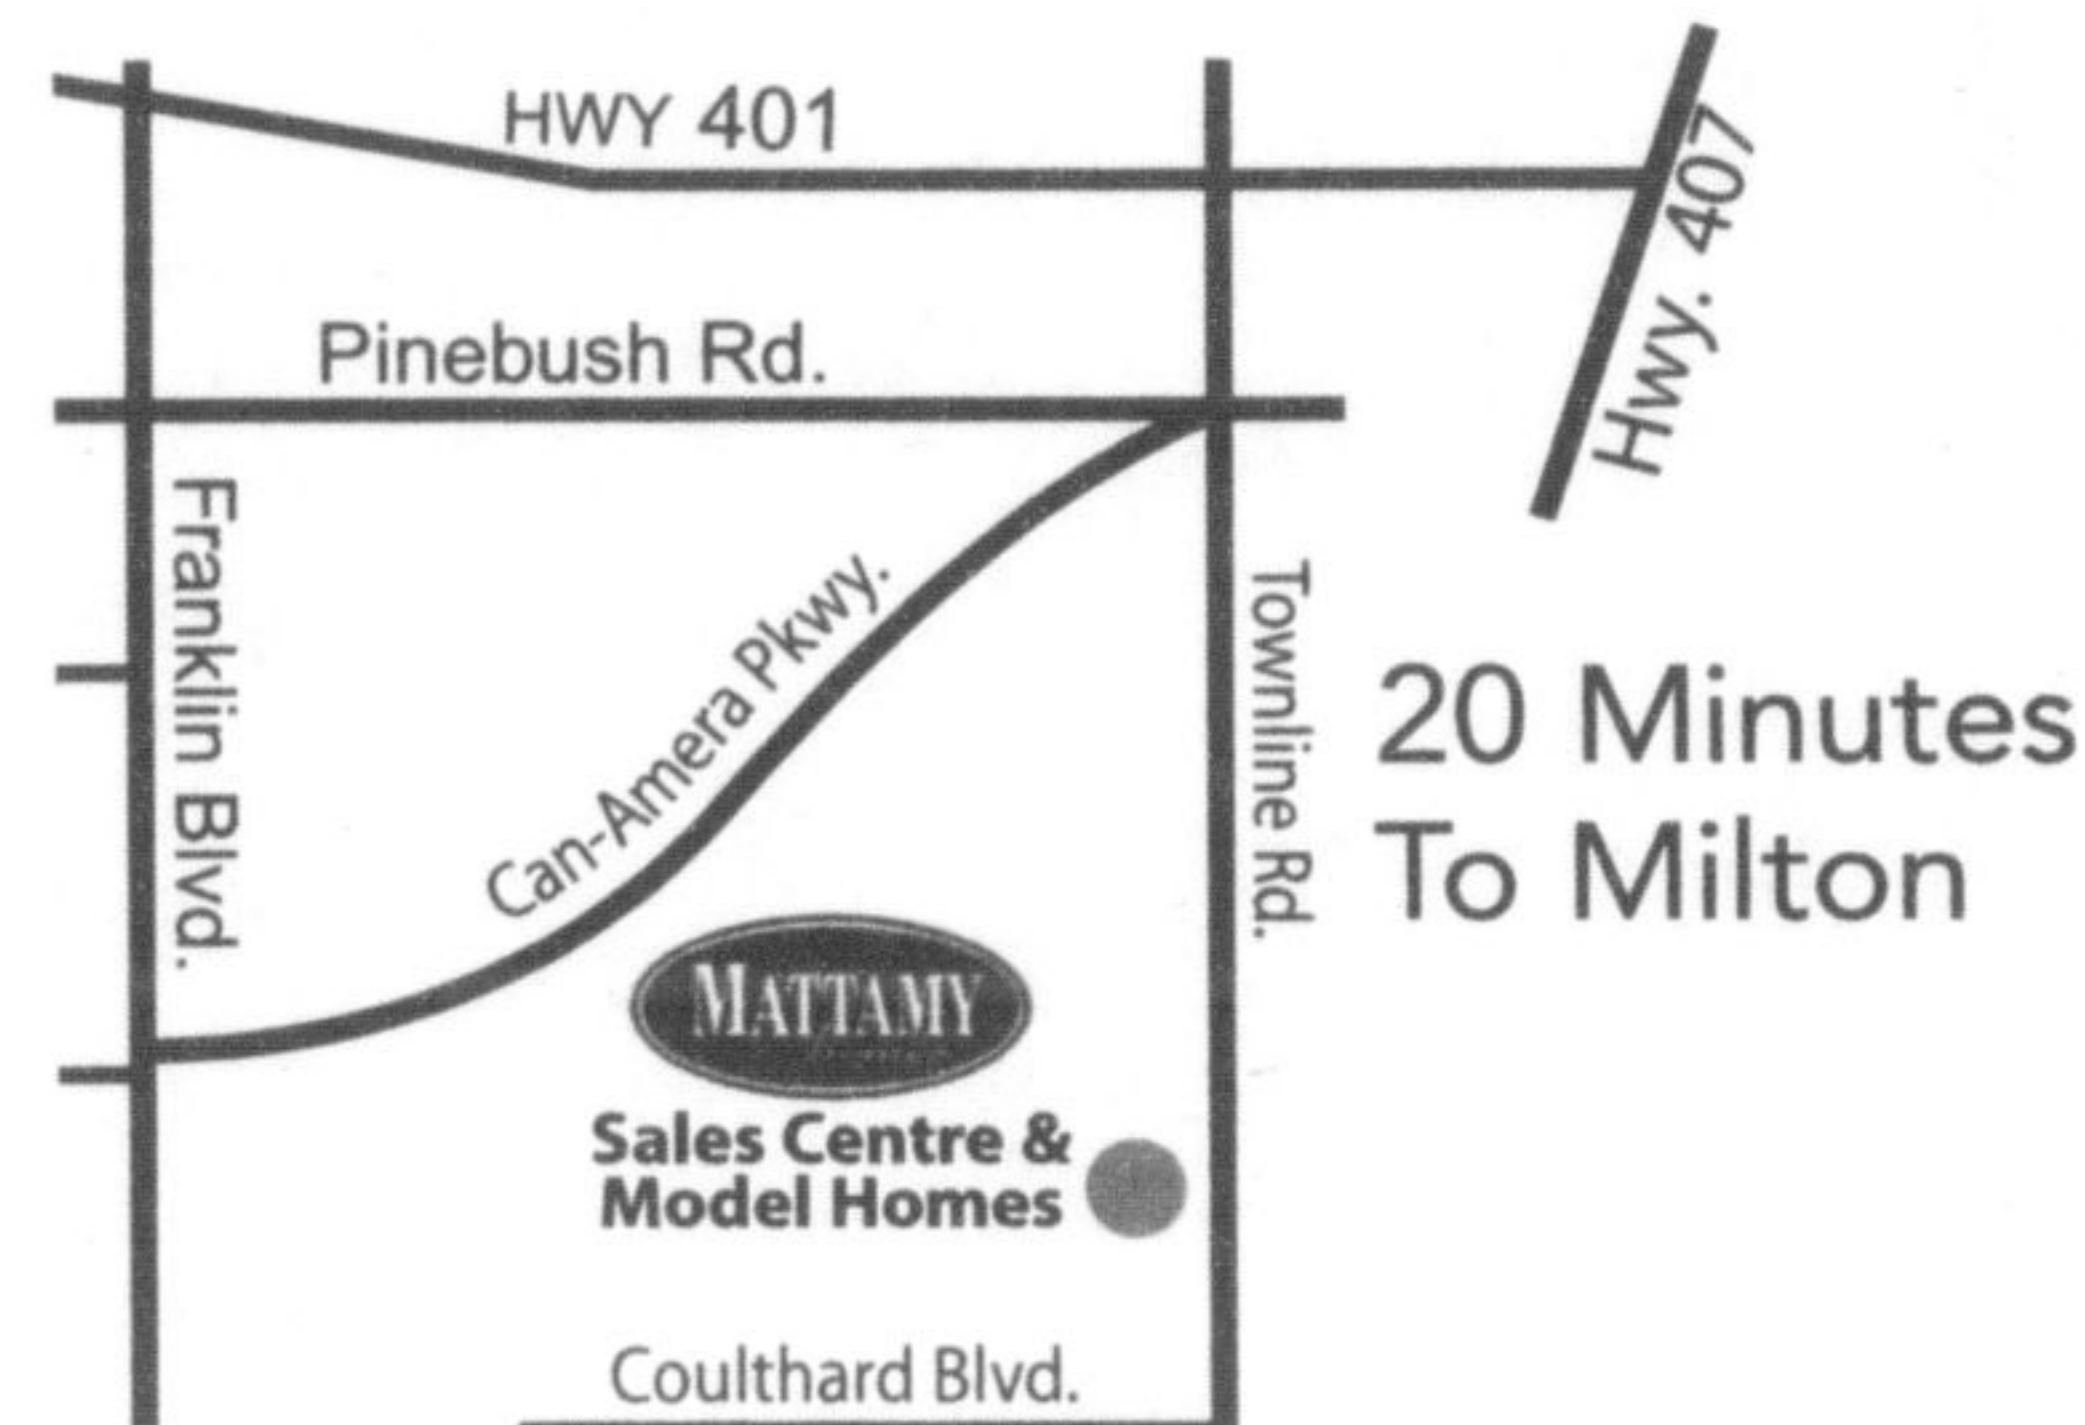 HWY 401
Hwy. 407
Pinebush Rd.
Franklin Blvd.
Can-Amera Pkwy.
Townline Rd.
20 Minutes
To Milton
MATTAMY
Sales Centre &
Model Homes
Coulthard Blvd.